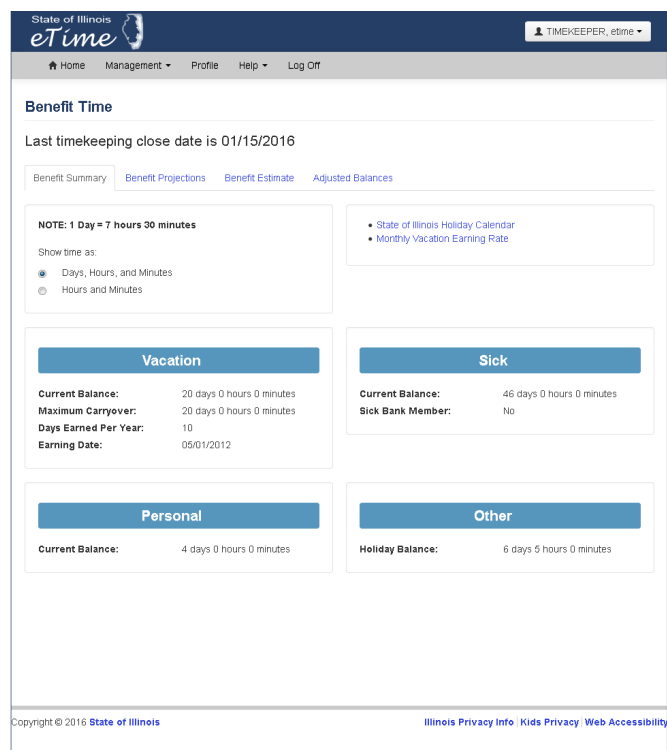 State of Illinois
eTime
TIMEKEEPER, etime
Home Management Profile Help Log Off
Benefit Time
Last timekeeping close date is 01/15/2016
Benefit Summary Benefit Projections Benefit Estimate Adjusted Balances
NOTE: 1 Day = 7 hours 30 minutes
Show time as:
Days, Hours, and Minutes
Hours and Minutes
• State of Illinois Holiday Calendar
• Monthly Vacation Earning Rate
Vacation
Current Balance: 20 days 0 hours 0 minutes
Maximum Carryover: 20 days 0 hours 0 minutes
Days Earned Per Year: 10
Earning Date: 05/01/2012
Sick
Current Balance: 46 days 0 hours 0 minutes
Sick Bank Member: No
Personal
Current Balance: 4 days 0 hours 0 minutes
Other
Holiday Balance: 6 days 5 hours 0 minutes
Copyright © 2016 State of Illinois
Illinois Privacy Info | Kids Privacy | Web Accessibility